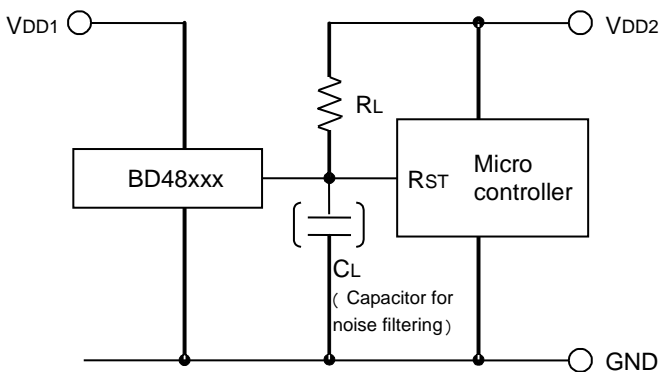 VDD1
VDD2
RL
BD48xxx
RST
Micro
controller
CL
( Capacitor for
noise filtering )
GND